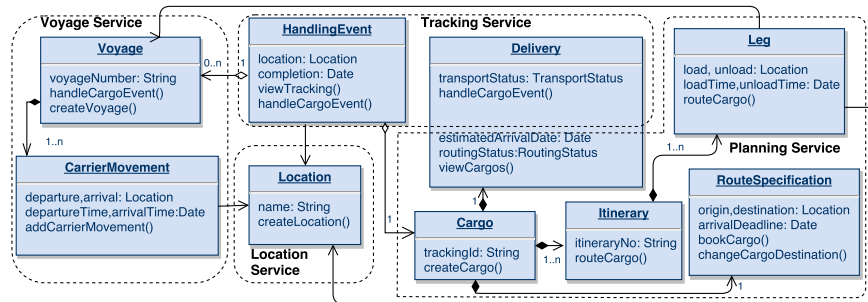 Voyage Service
Voyage
voyageNumber: String
handleCargoEvent()
createVoyage()
0..n
1
1..n
CarrierMovement
departure,arrival: Location
departureTime,arrivalTime:Date
addCarrierMovement()
HandlingEvent
location: Location
completion: Date
viewTracking()
handleCargoEvent()
Tracking Service
Delivery
transportStatus: TransportStatus
handleCargoEvent()
estimatedArrivalDate: Date
routingStatus:RoutingStatus
viewCargos()
Leg
load, unload: Location
loadTime,unloadTime: Date
routeCargo()
1..n
Planning Service
Location
name: String
createLocation()
Location
Service
1
1
Cargo
trackingId: String
createCargo()
1..n
Itinerary
itineraryNo: String
routeCargo()
RouteSpecification
origin,destination: Location
arrivalDeadline: Date
bookCargo()
changeCargoDestination()
1